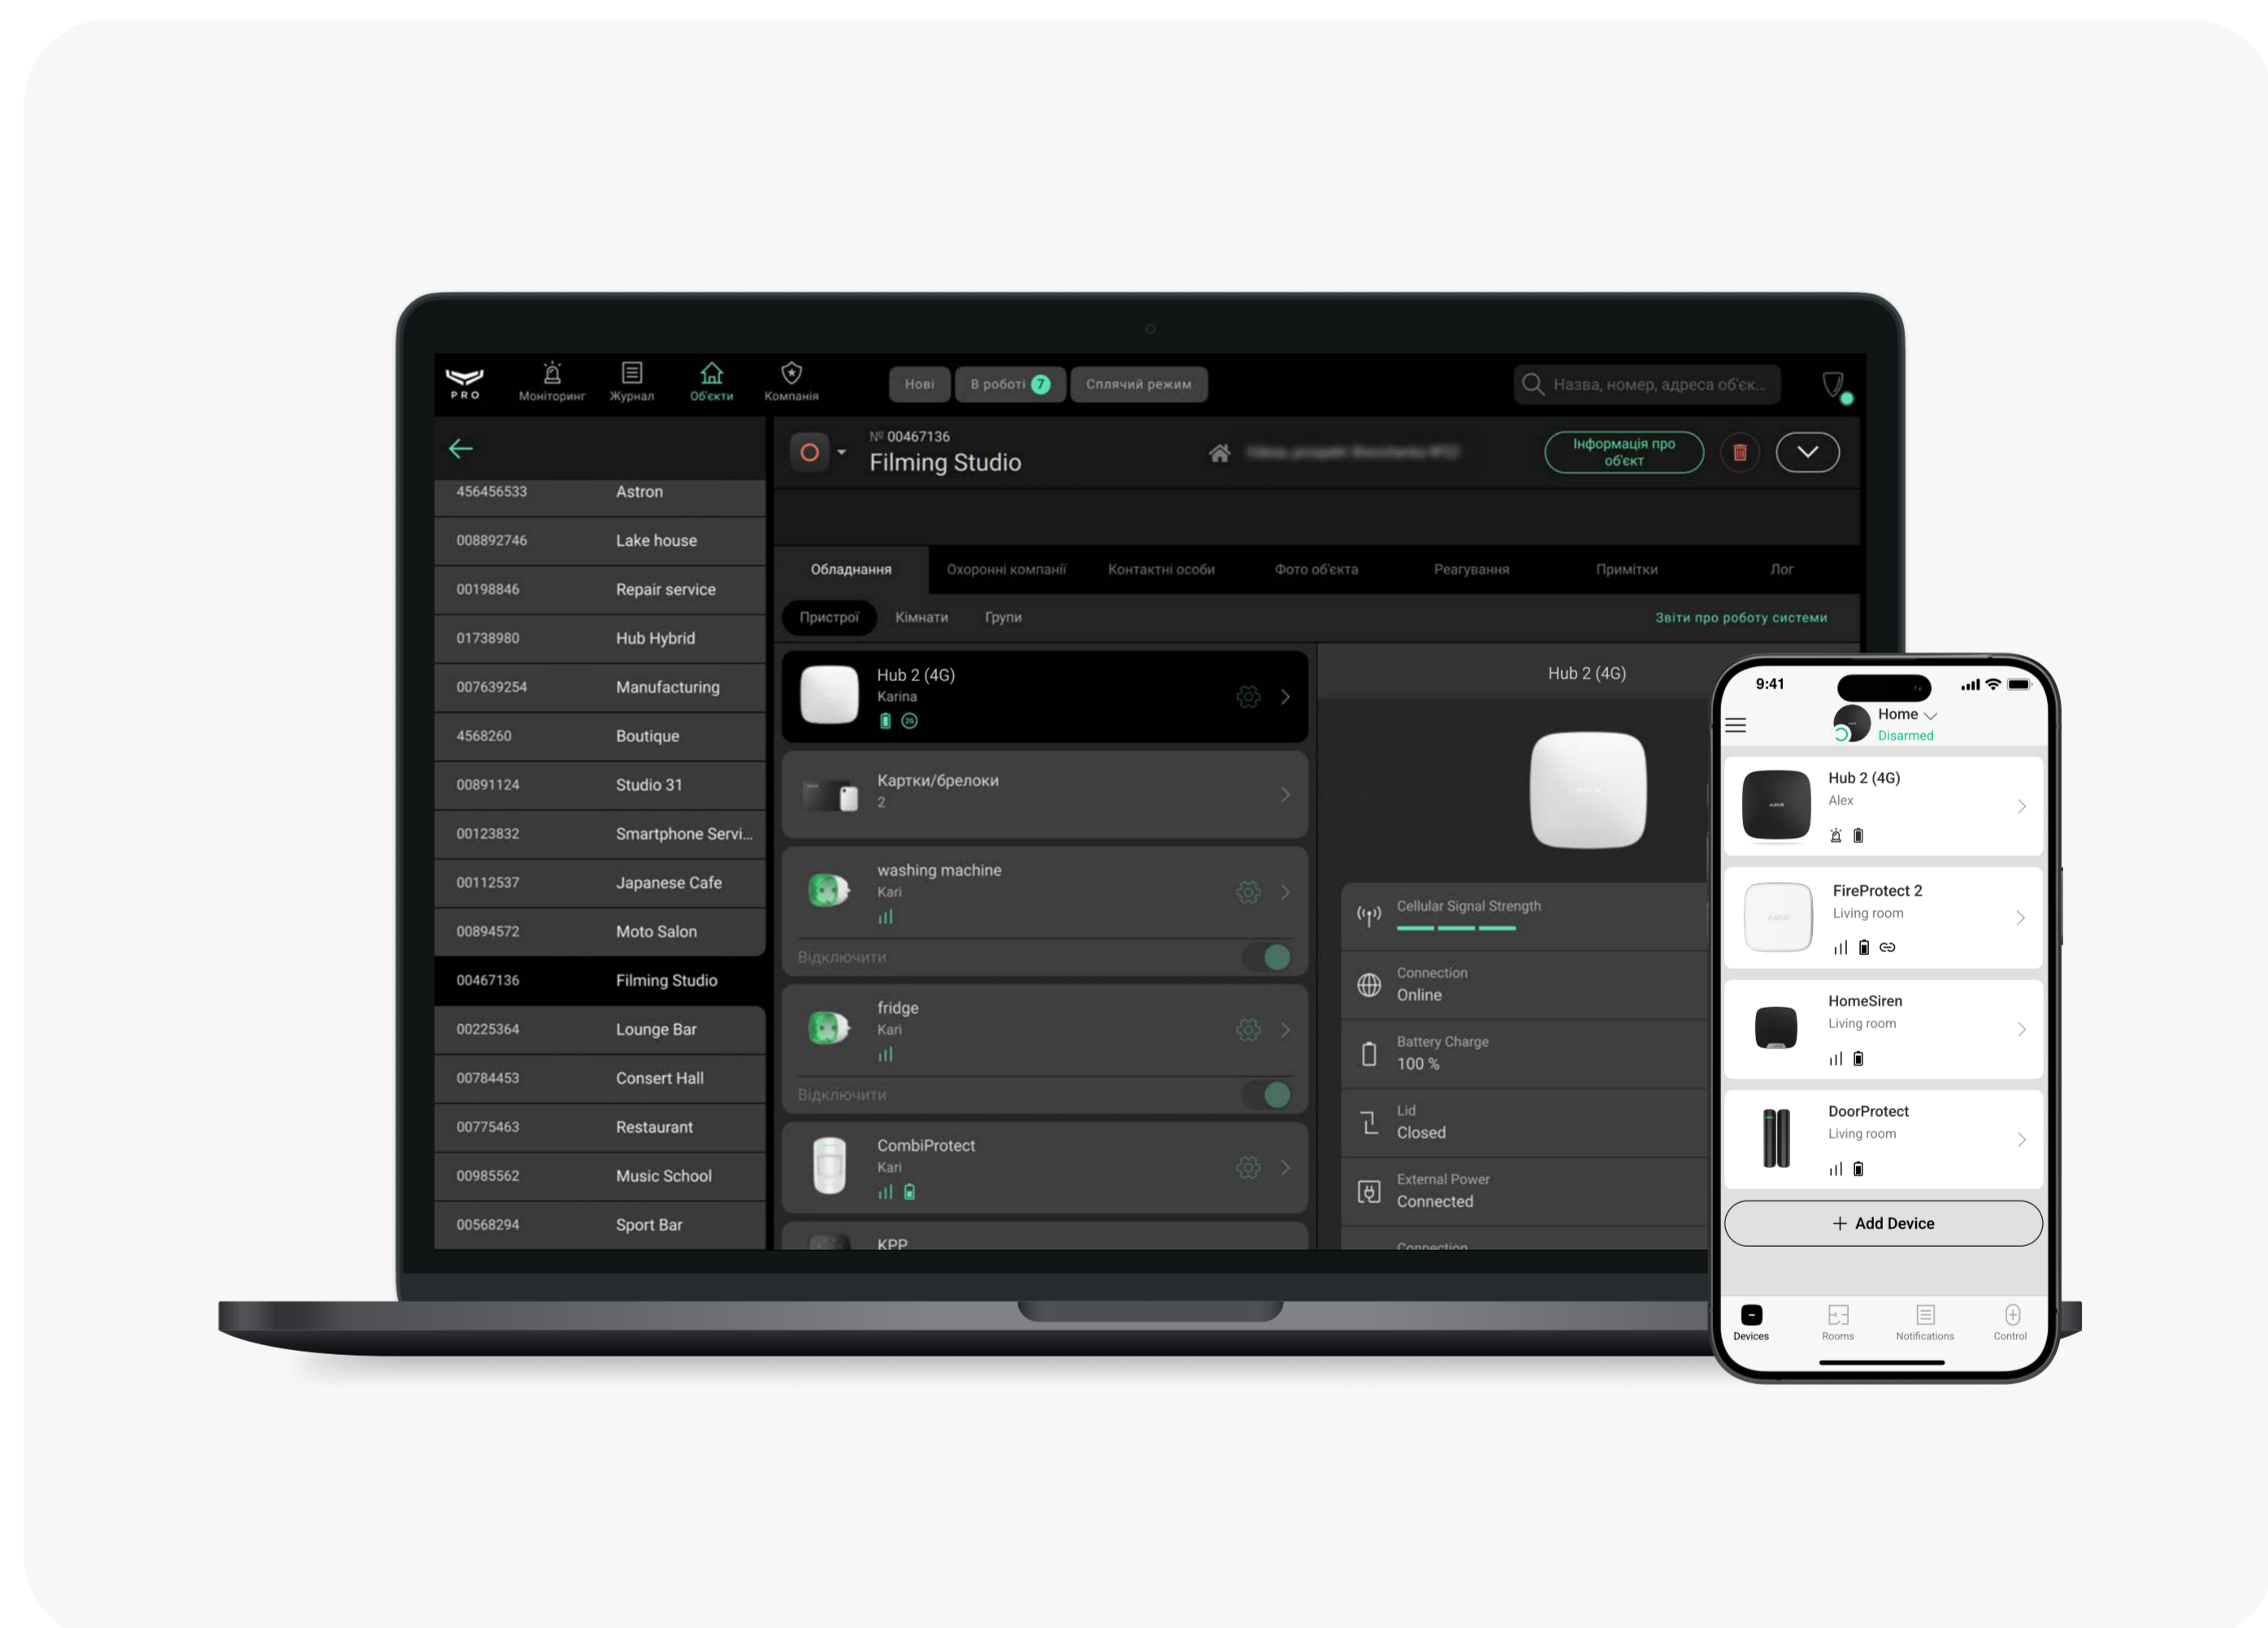 PRO
Моніторинг
Журнал
Об'єкти
Компанія
Нові
В роботі 7
Сплячий режим
Назва, номер, адреса об'єк...
№ 00467136
Filming Studio
Інформація про
об'єкт
456456533 Astron
008892746 Lake house
00198846 Repair service
01738980 Hub Hybrid
007639254 Manufacturing
4568260 Boutique
00891124 Studio 31
00123832 Smartphone Servi...
00112537 Japanese Cafe
00894572 Moto Salon
00467136 Filming Studio
00225364 Lounge Bar
00784453 Consert Hall
00775463 Restaurant
00985562 Music School
00568294 Sport Bar
Обладнання
Охоронні компанії
Контактні особи
Фото об'єкта
Реагування
Примітки
Лог
Пристрої
Кімнати
Групи
Звіти про роботу системи
Hub 2 (4G)
Karina
2G
Картки/брелоки
2
washing machine
Kari
Відключити
fridge
Kari
Відключити
CombiProtect
Kari
КРР
Hub 2 (4G)
Cellular Signal Strength
Connection
Online
Battery Charge
100 %
Lid
Closed
External Power
Connected
Connection
9:41
Home
Disarmed
AJAX
Hub 2 (4G)
Alex
AJAX
FireProtect 2
Living room
HomeSiren
Living room
DoorProtect
Living room
+ Add Device
Devices
Rooms
Notifications
Control